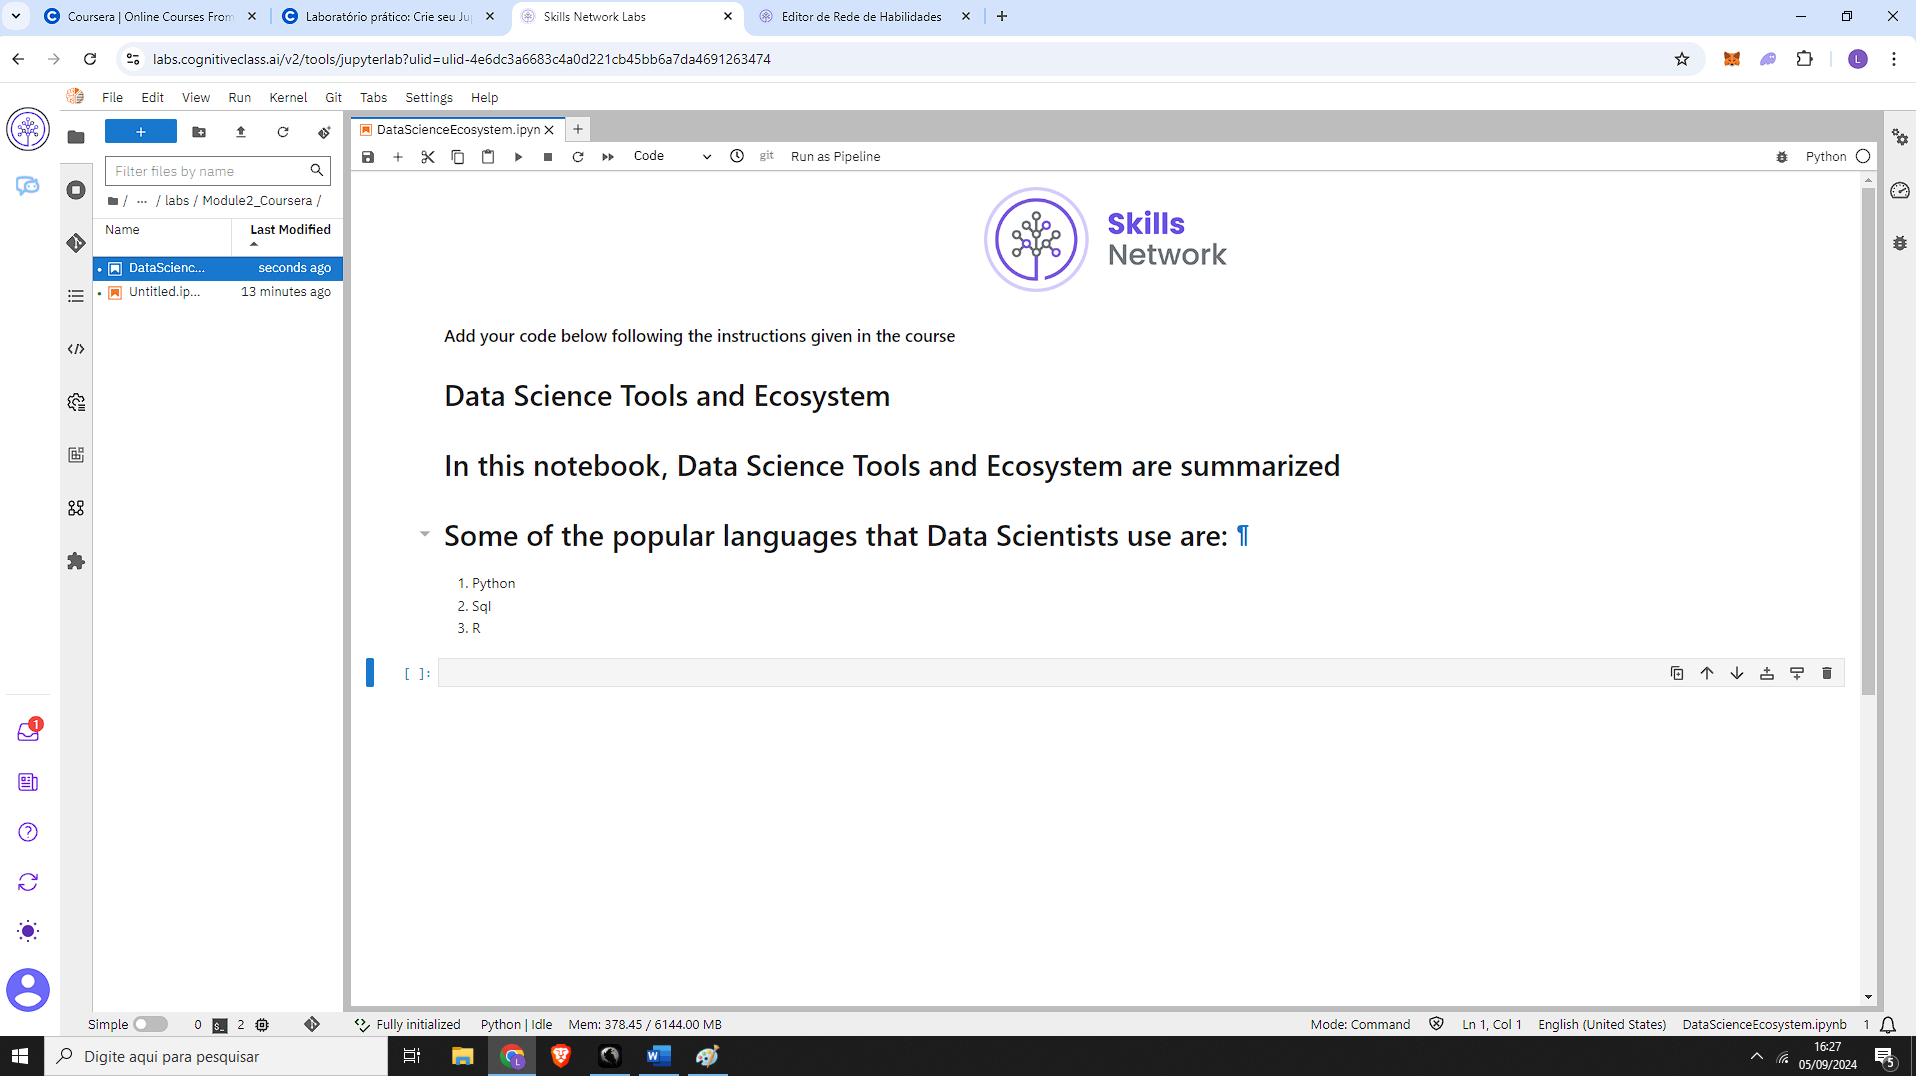 Coursera | Online Courses From
Laboratório prático: Crie seu Ju
Skills Network Labs
Editor de Rede de Habilidades
labs.cognitiveclass.ai/v2/tools/jupyterlab?ulid=ulid-4e6dc3a6683c4a0d221cb45bb6a7da4691263474
L
File Edit View Run Kernel Git Tabs Settings Help
DataScienceEcosystem.ipyn
Filter files by name
Code
git
Run as Pipeline
Python
/ ... / labs / Module2_Coursera /
Name
Last Modified
DataScienc...
seconds ago
Untitled.ip...
13 minutes ago
Skills
Network
Add your code below following the instructions given in the course
Data Science Tools and Ecosystem
In this notebook, Data Science Tools and Ecosystem are summarized
Some of the popular languages that Data Scientists use are: ¶
1. Python
2. Sql
3. R
[ ]:
1
Simple
0
2
Fully initialized
Python | Idle
Mem: 378.45 / 6144.00 MB
Mode: Command
Ln 1, Col 1
English (United States)
DataScienceEcosystem.ipynb
1
Digite aqui para pesquisar
16:27
05/09/2024
5